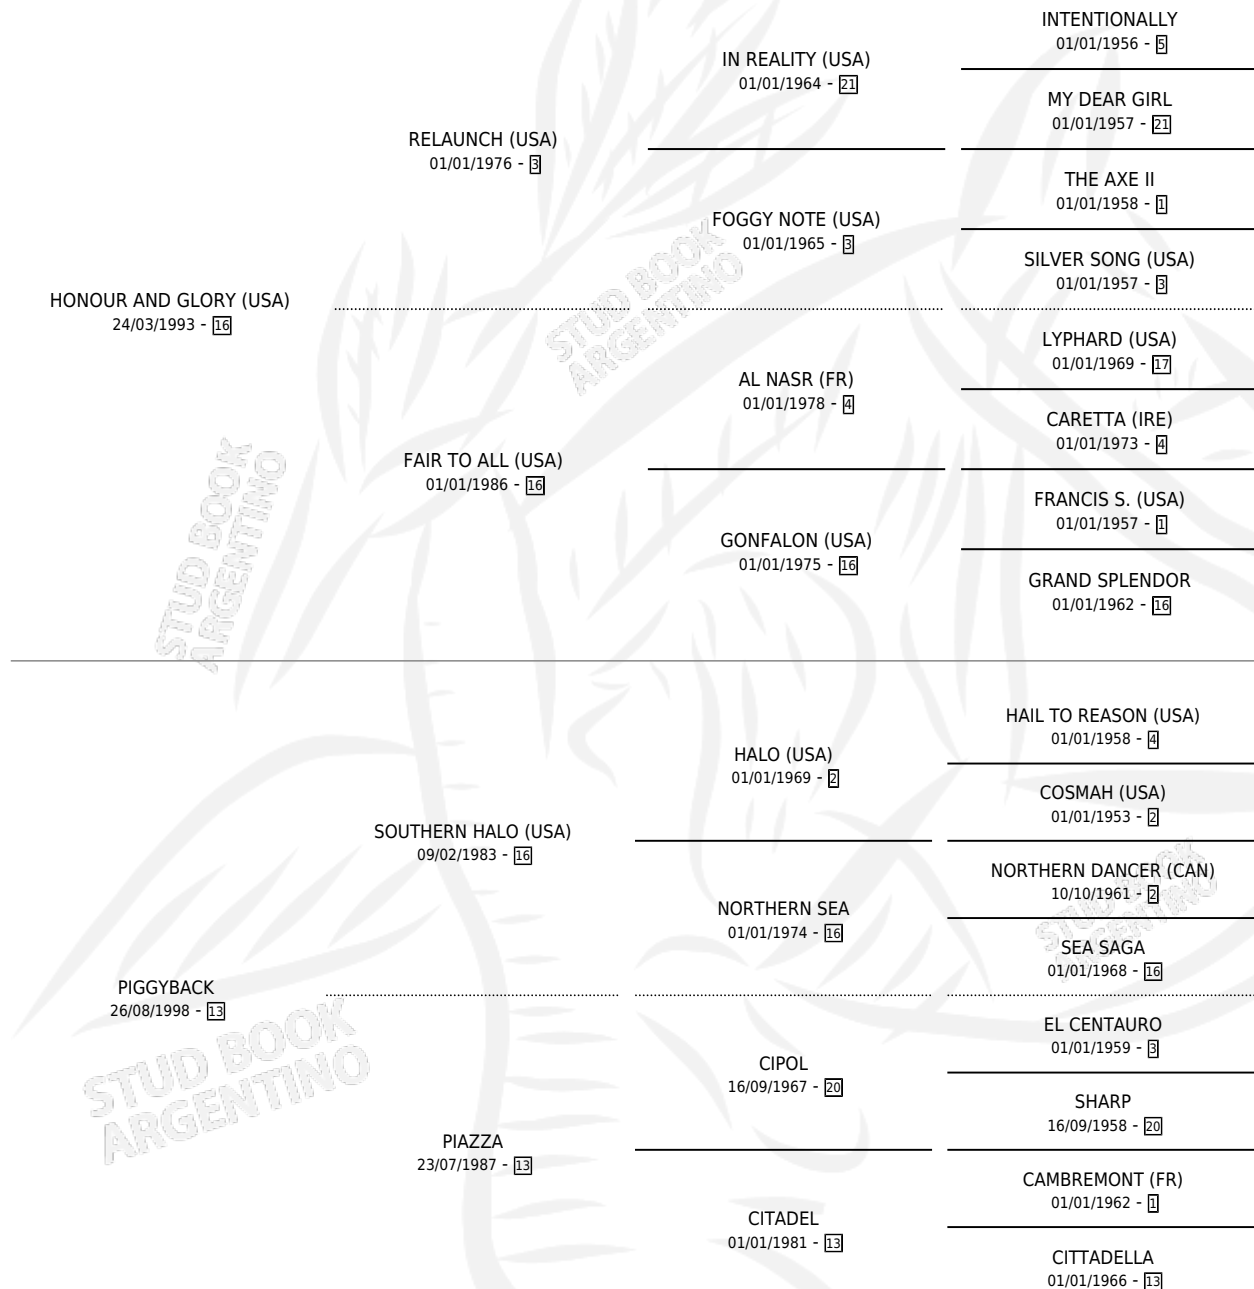 INTENTIONALLY
01/01/1956 - 5
IN REALITY (USA)
01/01/1964 - 21
MY DEAR GIRL
01/01/1957 - 21
RELAUNCH (USA)
01/01/1976 - 3
THE AXE II
01/01/1958 - 1
FOGGY NOTE (USA)
01/01/1965 - 3
SILVER SONG (USA)
01/01/1957 - 3
HONOUR AND GLORY (USA)
24/03/1993 - 16
LYPHARD (USA)
01/01/1969 - 17
AL NASR (FR)
01/01/1978 - 4
CARETTA (IRE)
01/01/1973 - 4
FAIR TO ALL (USA)
01/01/1986 - 16
FRANCIS S. (USA)
01/01/1957 - 1
GONFALON (USA)
01/01/1975 - 16
GRAND SPLENDOR
01/01/1962 - 16
HAIL TO REASON (USA)
01/01/1958 - 4
HALO (USA)
01/01/1969 - 2
COSMAH (USA)
01/01/1953 - 2
SOUTHERN HALO (USA)
09/02/1983 - 16
NORTHERN DANCER (CAN)
10/10/1961 - 2
NORTHERN SEA
01/01/1974 - 16
SEA SAGA
01/01/1968 - 16
PIGGYBACK
26/08/1998 - 13
EL CENTAURO
01/01/1959 - 3
CIPOL
16/09/1967 - 20
SHARP
16/09/1958 - 20
PIAZZA
23/07/1987 - 13
CAMBREMONT (FR)
01/01/1962 - 1
CITADEL
01/01/1981 - 13
CITTADELLA
01/01/1966 - 13
STUD BOOK
ARGENTINO
STUD BOOK
ARGENTINO
STUD BOOK
ARGENTINO
STUD BOOK
ARGENTINO